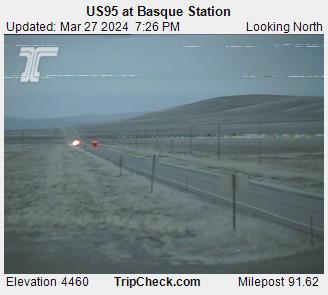 US95 at Basque Station
Updated: Mar 27 2024 7:26 PM Looking North
Elevation 4460 TripCheck.com Milepost 91.62